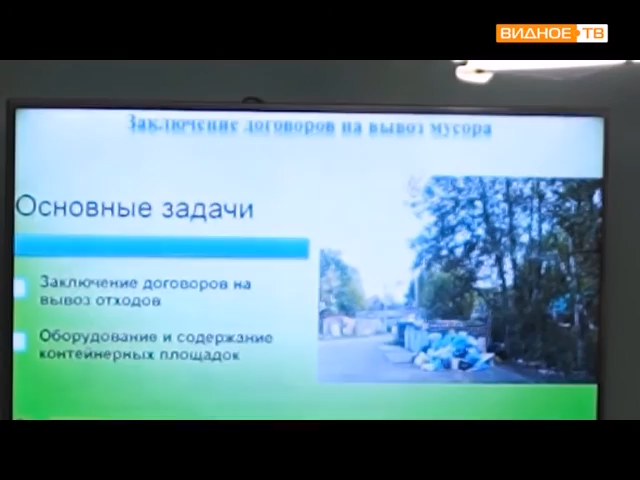 ВИДНОЕ ТВ
Заключение договоров на вывоз мусора
Основные задачи
Заключение договоров на
вывоз отходов
Оборудование и содержание
контейнерных площадок